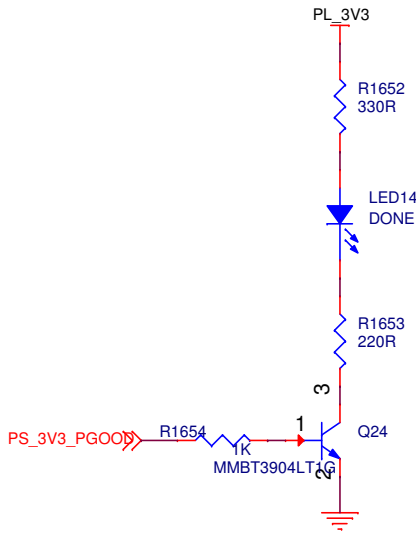 PL_3V3
R1652
330R
LED14
DONE
R1653
220R
3
PS_3V3_PGOOD
R1654
1K
1
Q24
MMBT3904LT1G
2